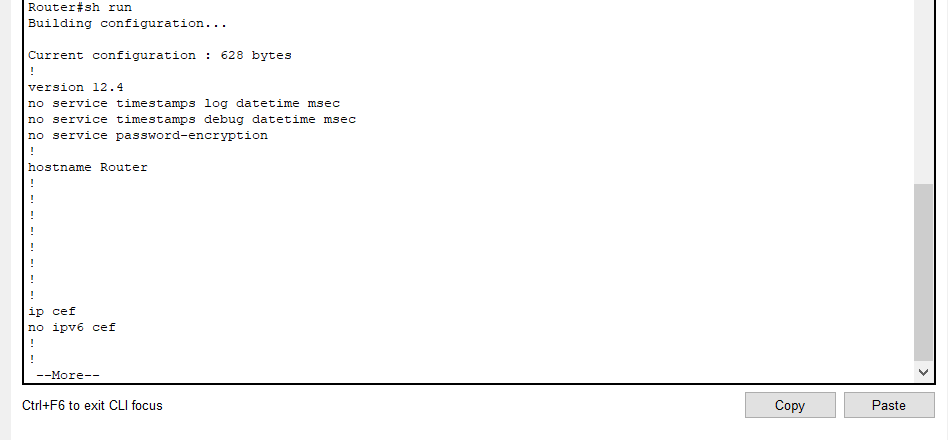 Router#sh run
Building configuration...
Current configuration : 628 bytes
!
version 12.4
no service timestamps log datetime msec
no service timestamps debug datetime msec
no service password-encryption
!
hostname Router
!
!
!
!
!
!
!
!
ip cef
no ipv6 cef
!
!
--More--
Ctrl+F6 to exit CLI focus
Copy
Paste